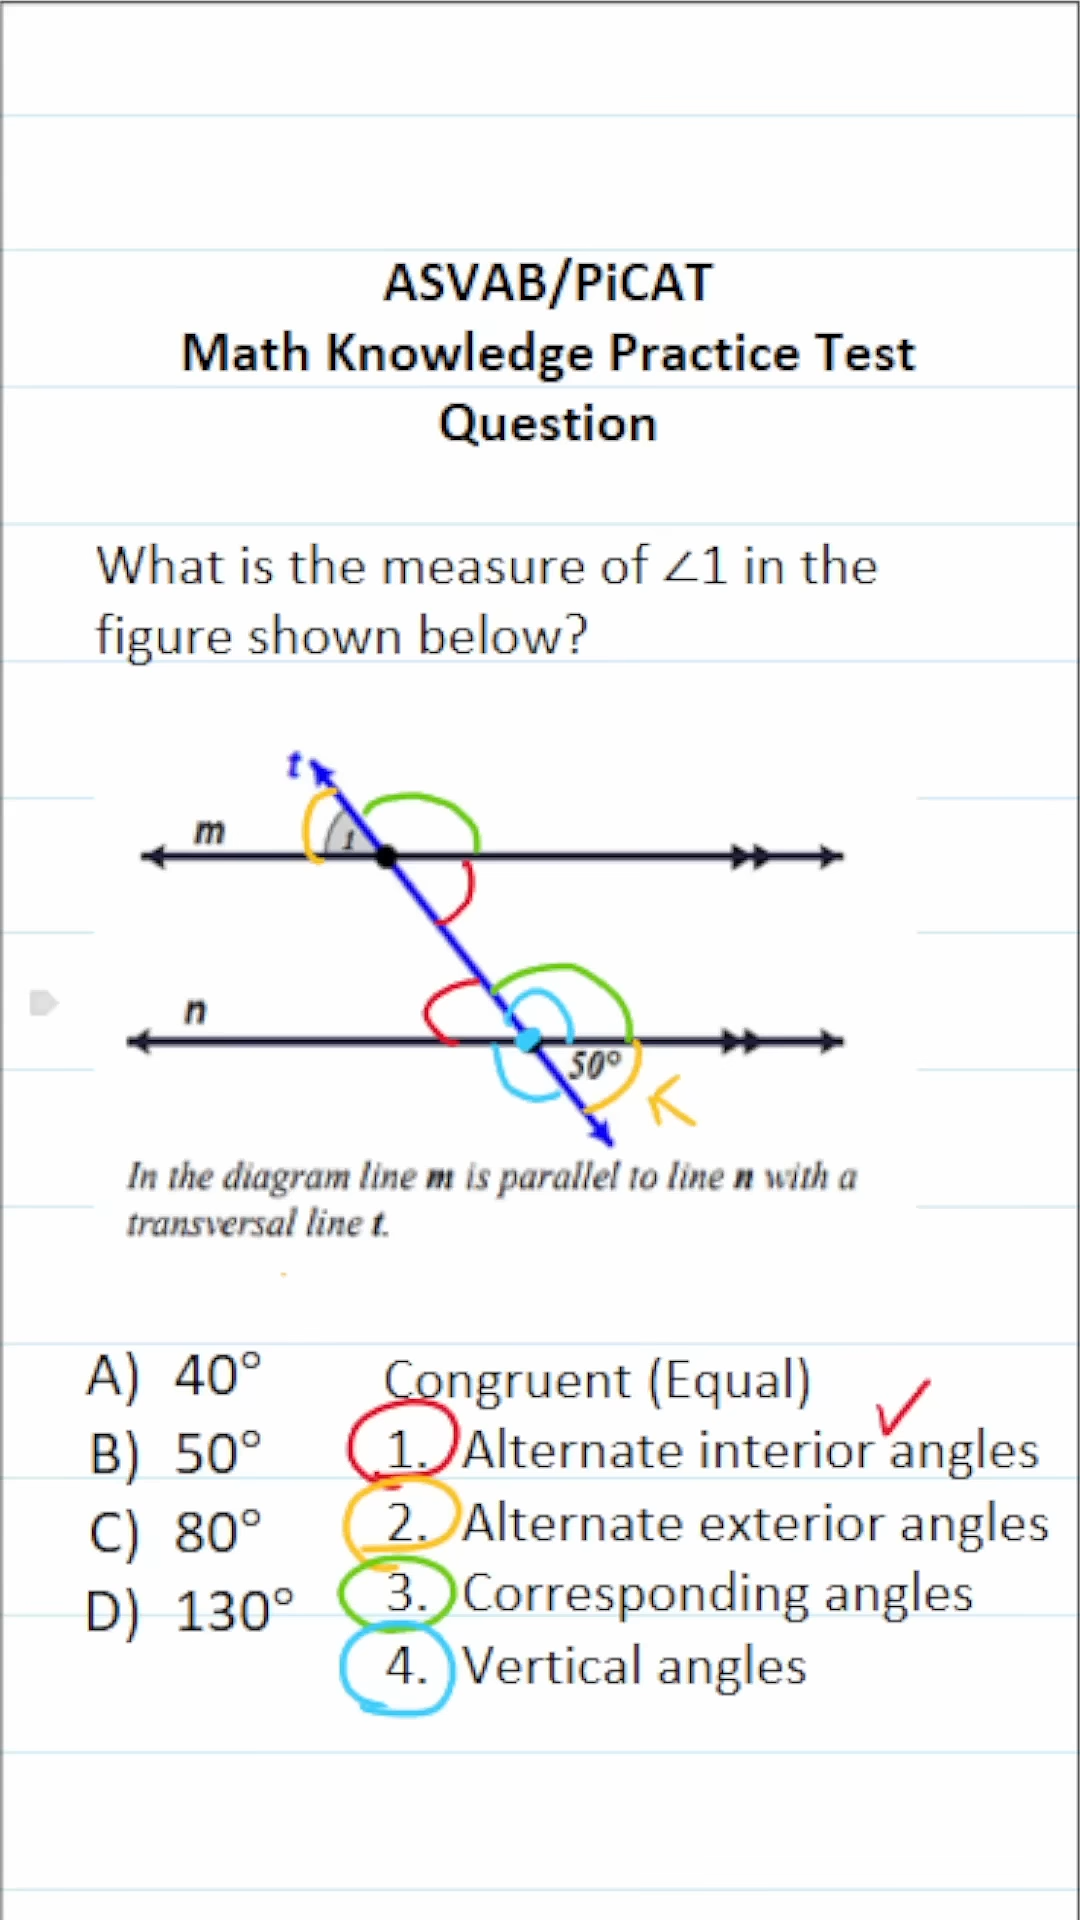 ASVAB/PiCAT
Math Knowledge Practice Test
Question
What is the measure of ∠1 in the
figure shown below?
t
m
1
n
50°
In the diagram line m is parallel to line n with a
transversal line t.
A) 40°
B) 50°
C) 80°
D) 130°
Congruent (Equal)
1. Alternate interior angles
2. Alternate exterior angles
3. Corresponding angles
4. Vertical angles